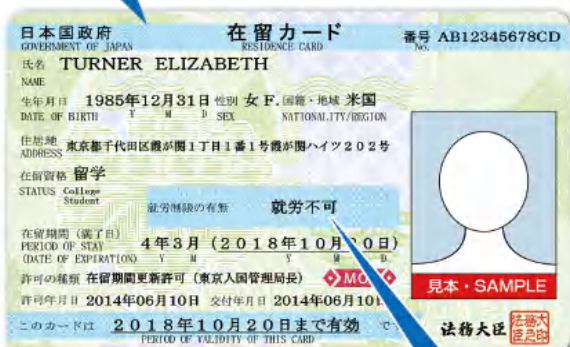 日本国政府 在留カード 番号 AB12345678CD
GOVERNMENT OF JAPAN RESIDENCE CARD No.
氏名 TURNER ELIZABETH
NAME
生年月日 1985年12月31日 性別 女 F. 国籍・地域 米国
DATE OF BIRTH Y M D SEX NATIONALITY/REGION
住居地 東京都千代田区霞が関1丁目1番1号霞が関ハイツ202号
ADDRESS
在留資格 留学
STATUS College
Student
就労制限の有無 就労不可
在留期間(満了日) 4年3月(2018年10月20日)
PERIOD OF STAY
(DATE OF EXPIRATION) Y M Y M D
許可の種類 在留期間更新許可(東京入国管理局長) MO
見本・SAMPLE
許可年月日 2014年06月10日 交付年月日 2014年06月10
このカードは 2018年10月20日まで有効 で
PERIOD OF VALIDITY OF THIS CARD
法務大臣